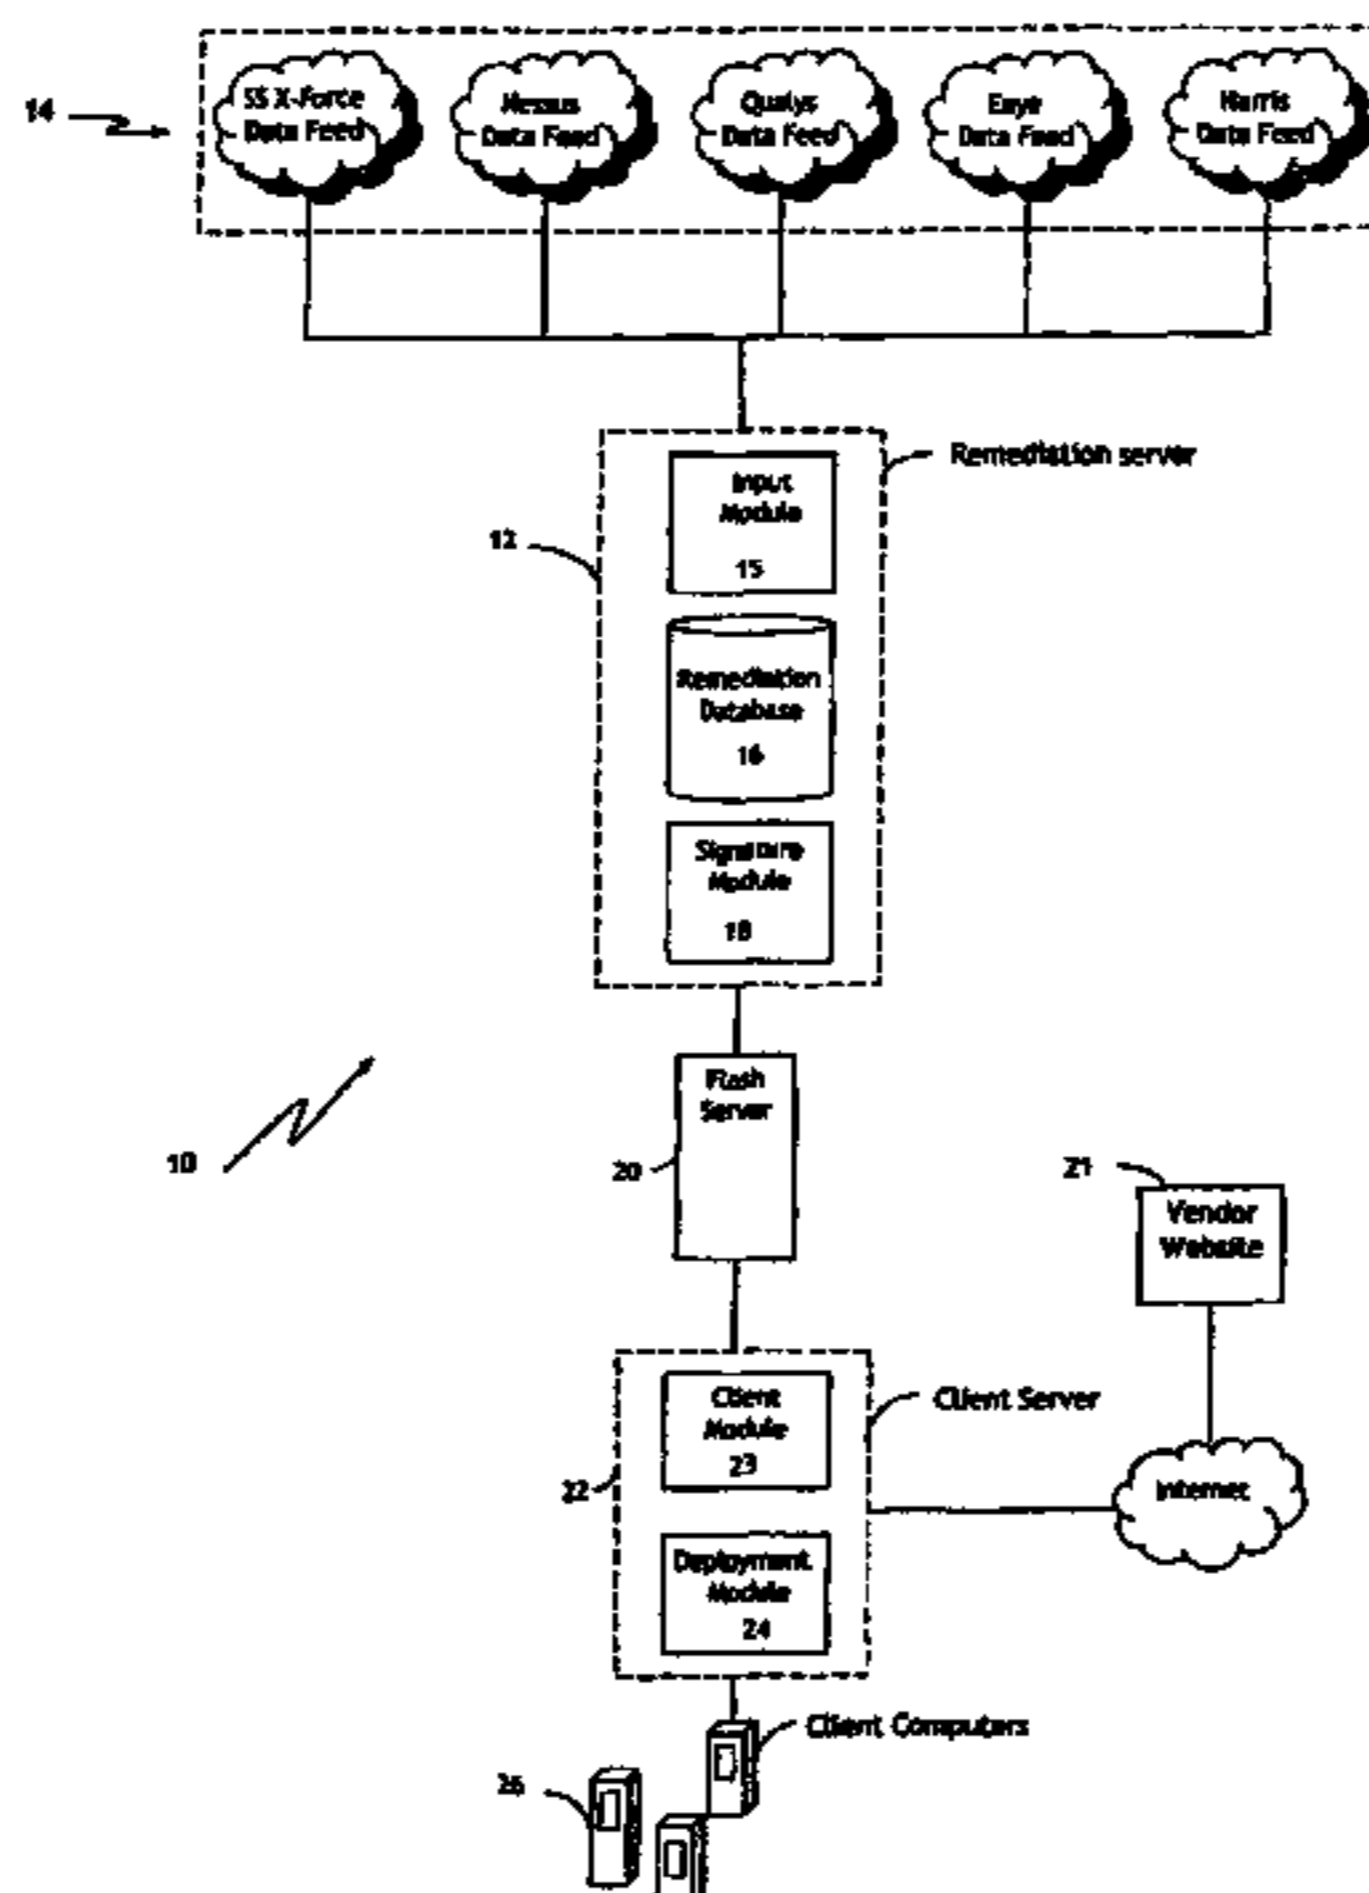 14
SS X-Force
Data Feed
Nessus
Data Feed
Qualys
Data Feed
Eeye
Data Feed
Harris
Data Feed
Remediation server
12
Input
Module
15
Remediation
Database
16
Signature
Module
18
10
Flash
Server
20
21
Vendor
Website
Client
Module
23
Client Server
22
Internet
Deployment
Module
24
Client Computers
26